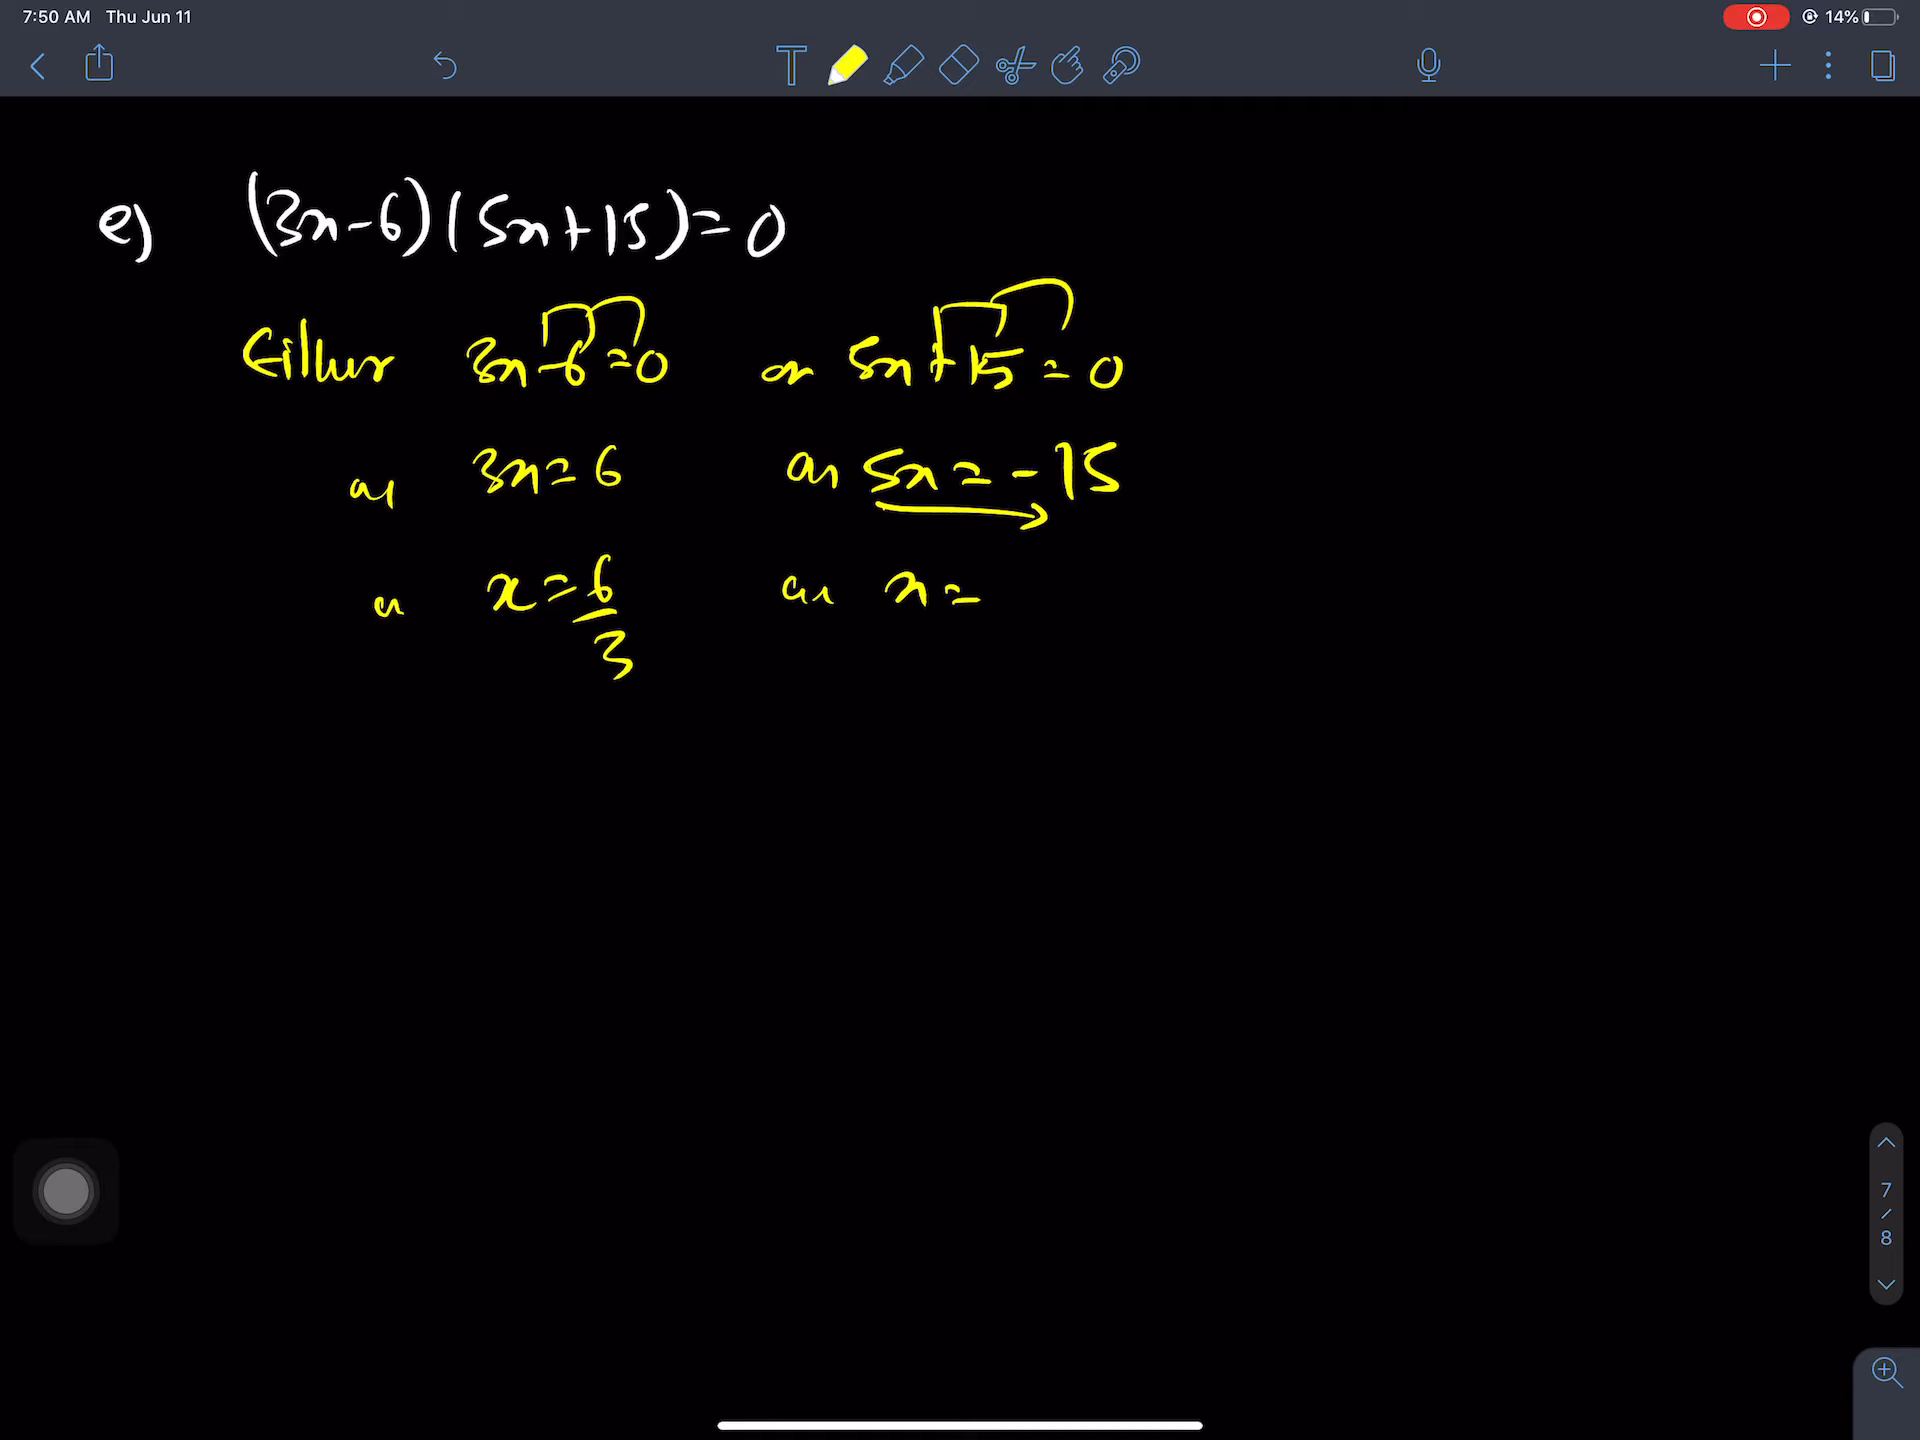 7:50 AM Thu Jun 11
14%
e) (3x-6)(5x+15)=0
Either 3x-6=0 or 5x+15=0
or 3x=6 or 5x=-15
or x=6/3 or x=
7
/
8